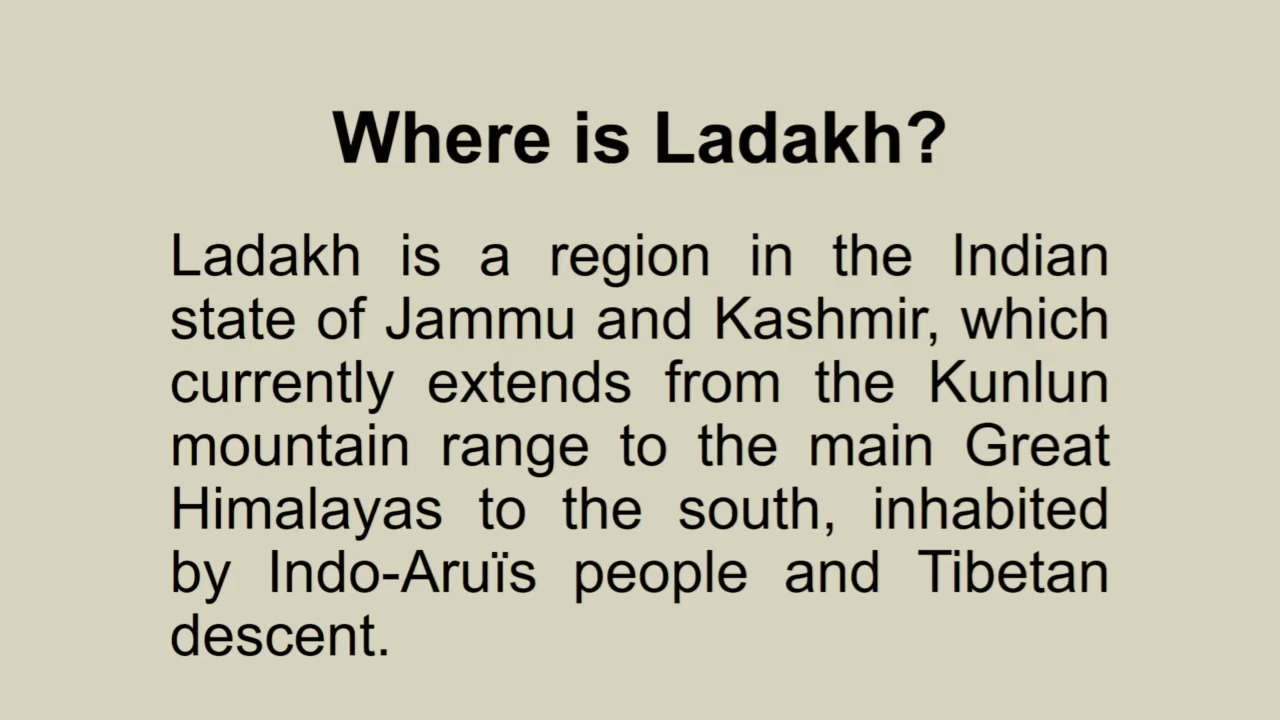 Where is Ladakh?
Ladakh is a region in the Indian
state of Jammu and Kashmir, which
currently extends from the Kunlun
mountain range to the main Great
Himalayas to the south, inhabited
by Indo-Aruïs people and Tibetan
descent.